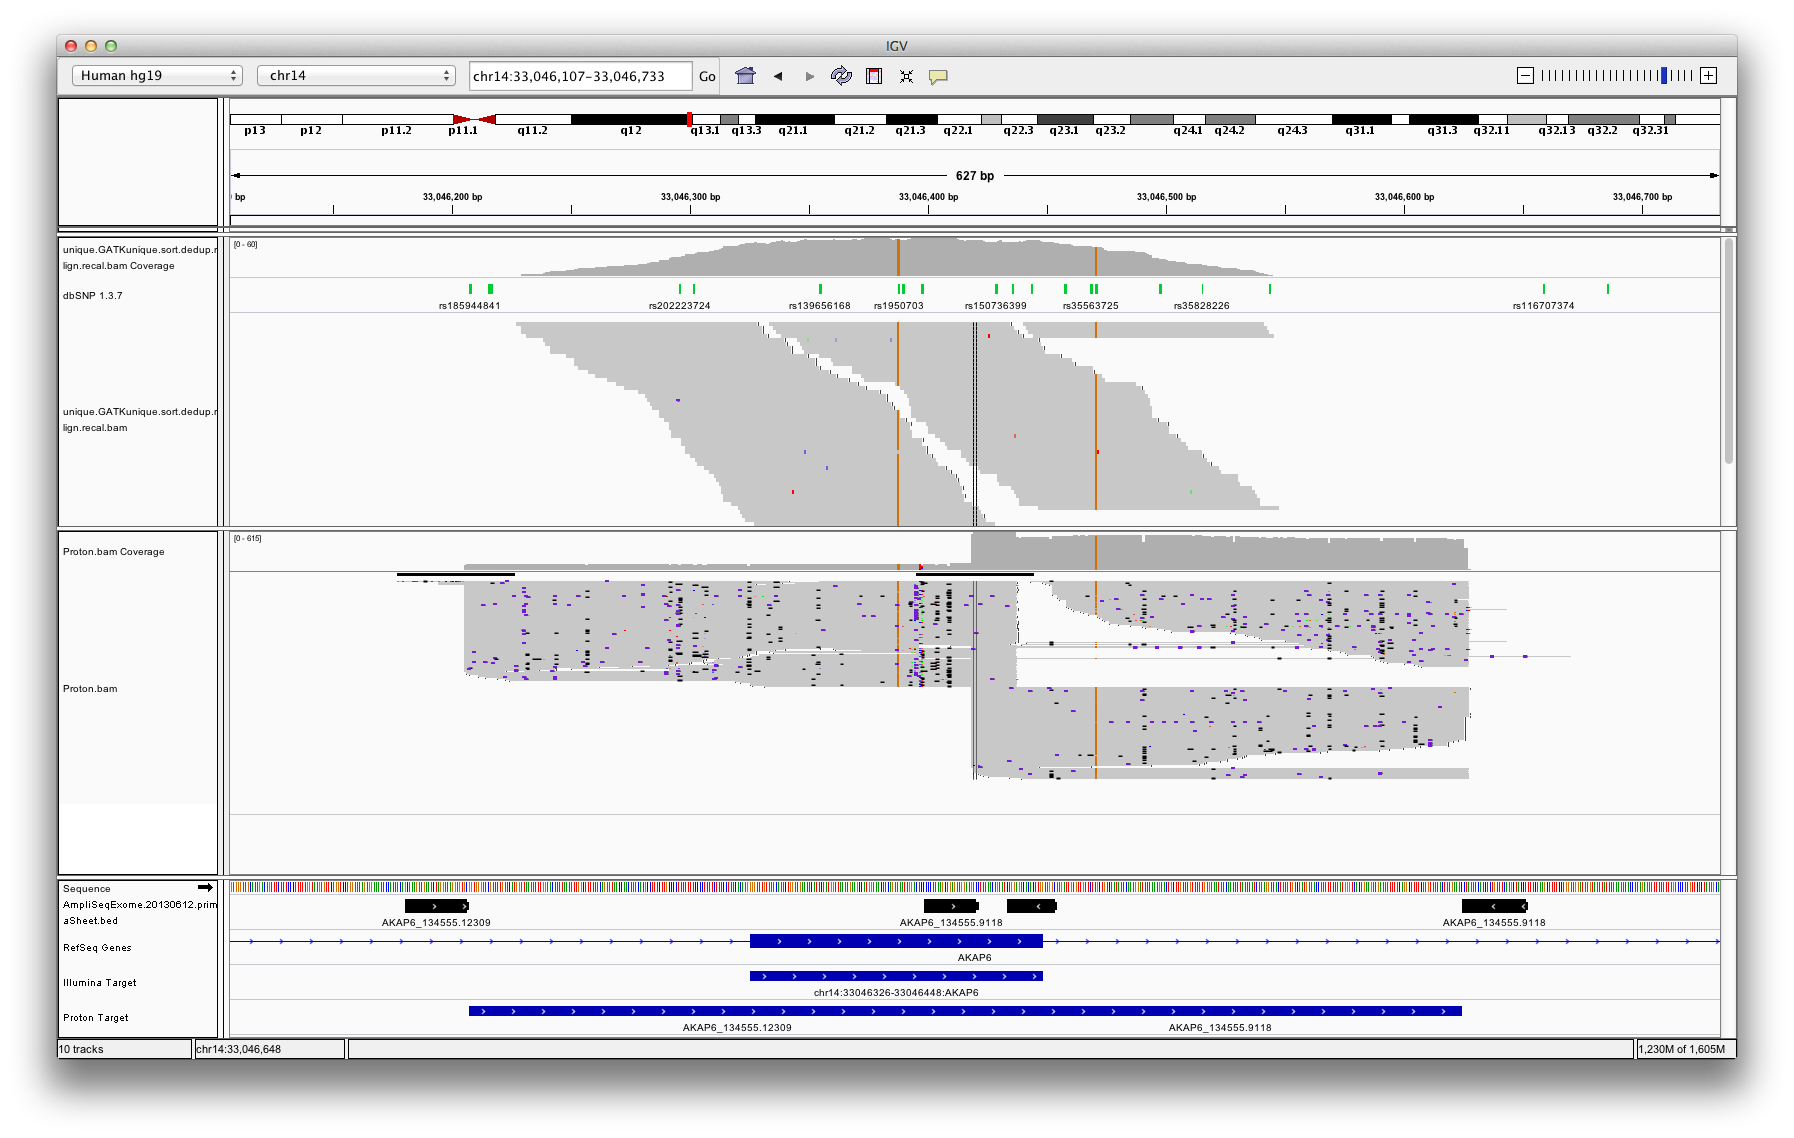 IGV
Human hg19 chr14 chr14:33,046,107-33,046,733 Go
p13 p12 p11.2 p11.1 q11.2 q12 q13.1 q13.3 q21.1 q21.2 q21.3 q22.1 q22.3 q23.1 q23.2 q24.1 q24.2 q24.3 q31.1 q31.3 q32.11 q32.13 q32.2 q32.31
627 bp
bp 33,046,200 bp 33,046,300 bp 33,046,400 bp 33,046,500 bp 33,046,600 bp 33,046,700 bp
unique.GATKunique.sort.dedup.r
lign.recal.bam Coverage
[0 - 60]
dbSNP 1.3.7
rs185944841 rs202223724 rs139656168 rs1950703 rs150736399 rs35563725 rs35828226 rs116707374
unique.GATKunique.sort.dedup.r
lign.recal.bam
[0 - 615]
Proton.bam Coverage
Proton.bam
Sequence
AmpliSeqExome.20130612.prim
aSheet.bed
AKAP6_134555.12309 AKAP6_134555.9118 AKAP6_134555.9118
RefSeq Genes
AKAP6
Illumina Target
chr14:33046326-33046448:AKAP6
Proton Target
AKAP6_134555.12309 AKAP6_134555.9118
10 tracks chr14:33,046,648 1,230M of 1,605M